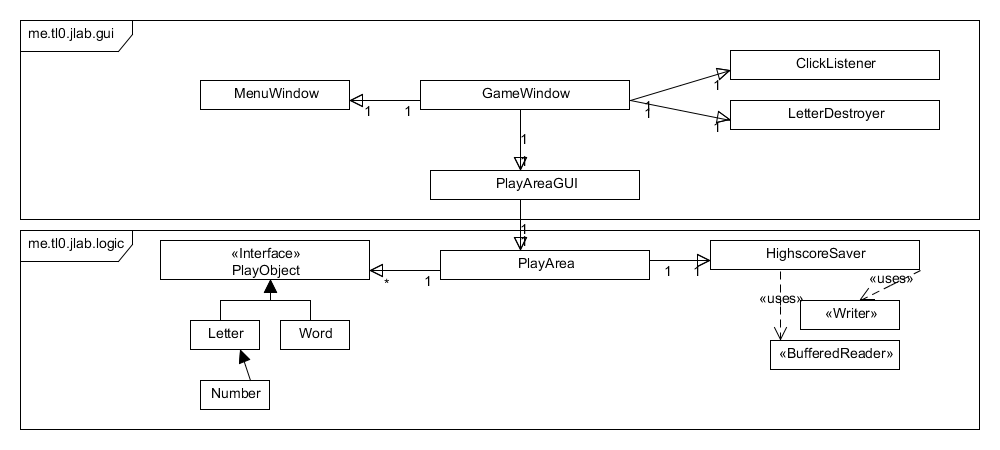 me.tl0.jlab.gui
ClickListener
MenuWindow
GameWindow
1
1
1
1
1
1
LetterDestroyer
1
1
1
PlayAreaGUI
me.tl0.jlab.logic
1
1
«Interface»
PlayObject
PlayArea
HighscoreSaver
*
1
1
1
«uses»
«uses»
«Writer»
Letter
Word
«BufferedReader»
Number